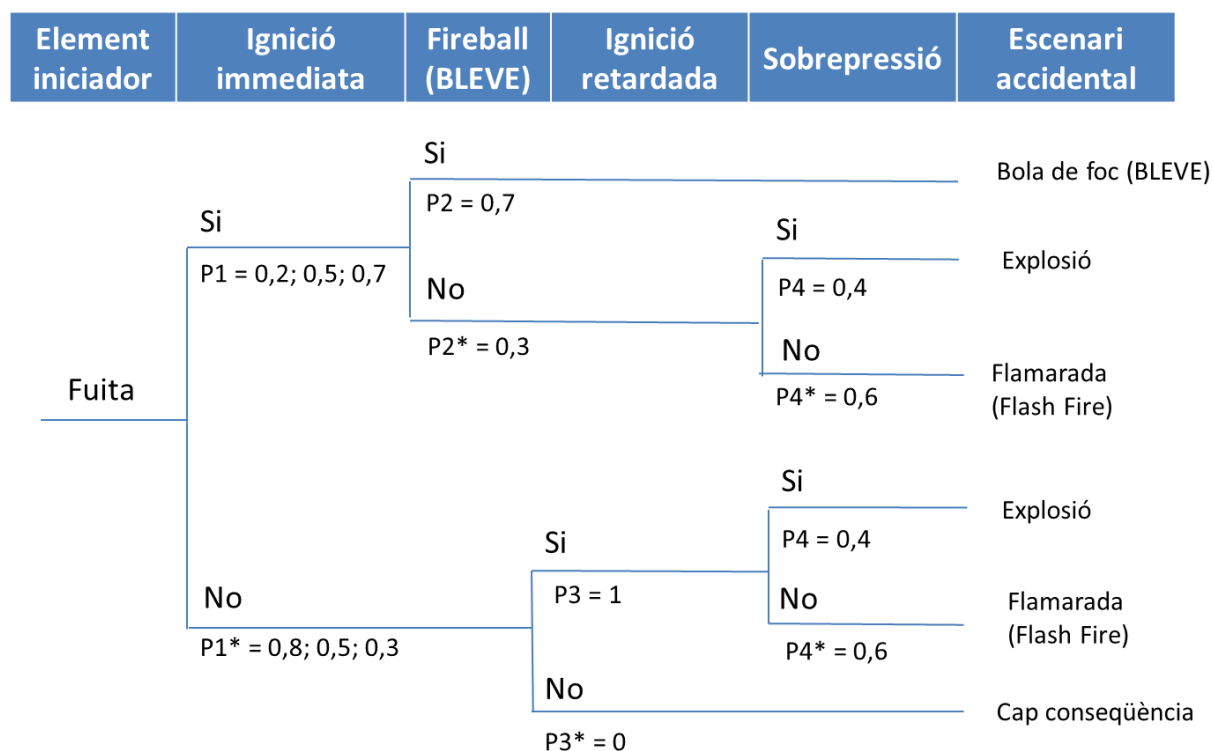 Element
iniciador
Ignició
immediata
Fireball
(BLEVE)
Ignició
retardada
Sobrepressió
Escenari
accidental
Si
Bola de foc (BLEVE)
P2 = 0,7
Si
Si
Explosió
P1 = 0,2; 0,5; 0,7
No
P4 = 0,4
P2* = 0,3
No
Fuita
Flamarada
(Flash Fire)
P4* = 0,6
Si
Explosió
Si
P4 = 0,4
No
P3 = 1
No
Flamarada
(Flash Fire)
P1* = 0,8; 0,5; 0,3
P4* = 0,6
No
Cap conseqüència
P3* = 0